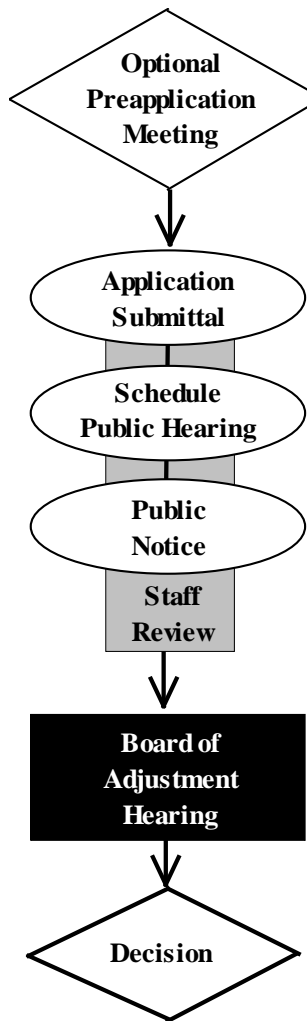 Optional
Preapplication
Meeting
Application
Submittal
Schedule
Public Hearing
Public
Notice
Staff
Review
Board of
Adjustment
Hearing
Decision